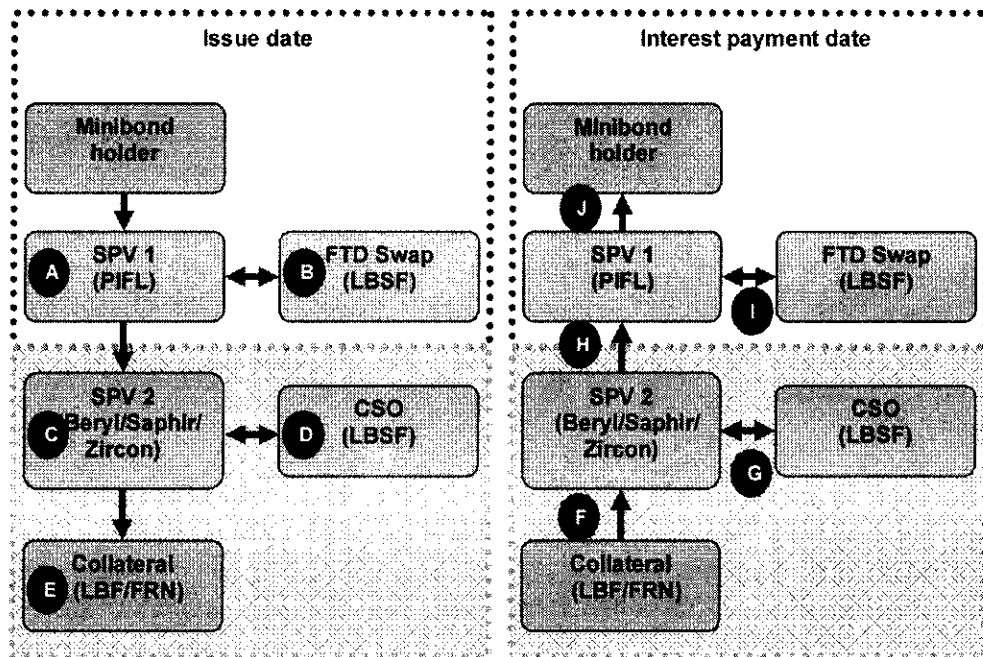 Issue date
Minibond
holder
A
SPV 1
(PIFL)
B
FTD Swap
(LBSF)
C
SPV 2
(Beryl/Saphir/
Zircon)
D
CSO
(LBSF)
E
Collateral
(LBF/FRN)
Interest payment date
Minibond
holder
J
SPV 1
(PIFL)
FTD Swap
(LBSF)
I
H
SPV 2
(Beryl/Saphir/
Zircon)
CSO
(LBSF)
G
F
Collateral
(LBF/FRN)